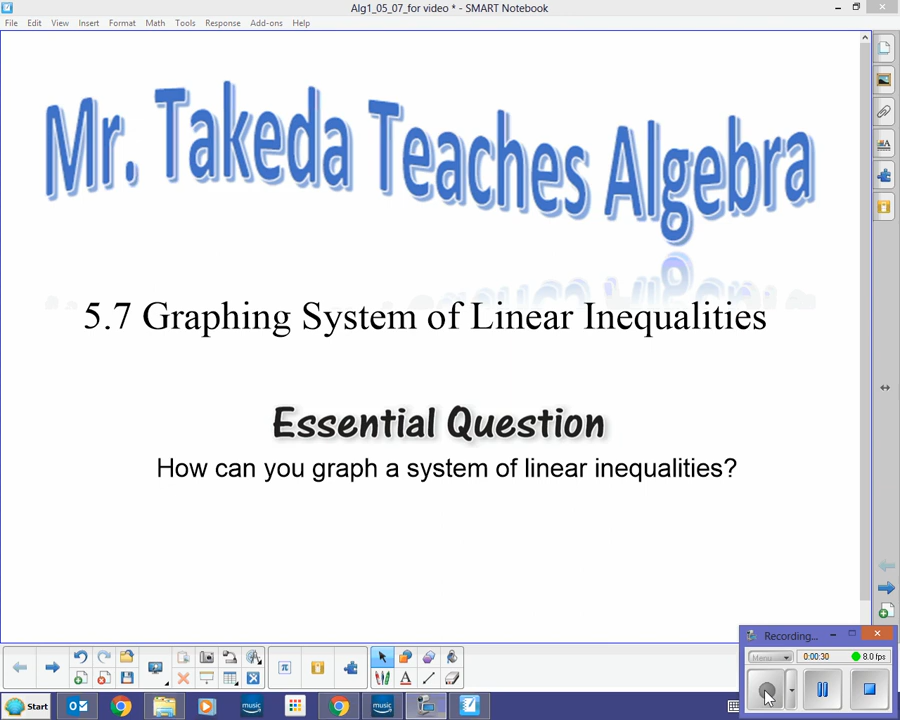 Alg1_05_07_for video * - SMART Notebook
File Edit View Insert Format Math Tools Response Add-ons Help
Mr. Takeda Teaches Algebra
5.7 Graphing System of Linear Inequalities
Essential Question
How can you graph a system of linear inequalities?
Recording...
Menu 0:00:30 8.0 fps
Start music music